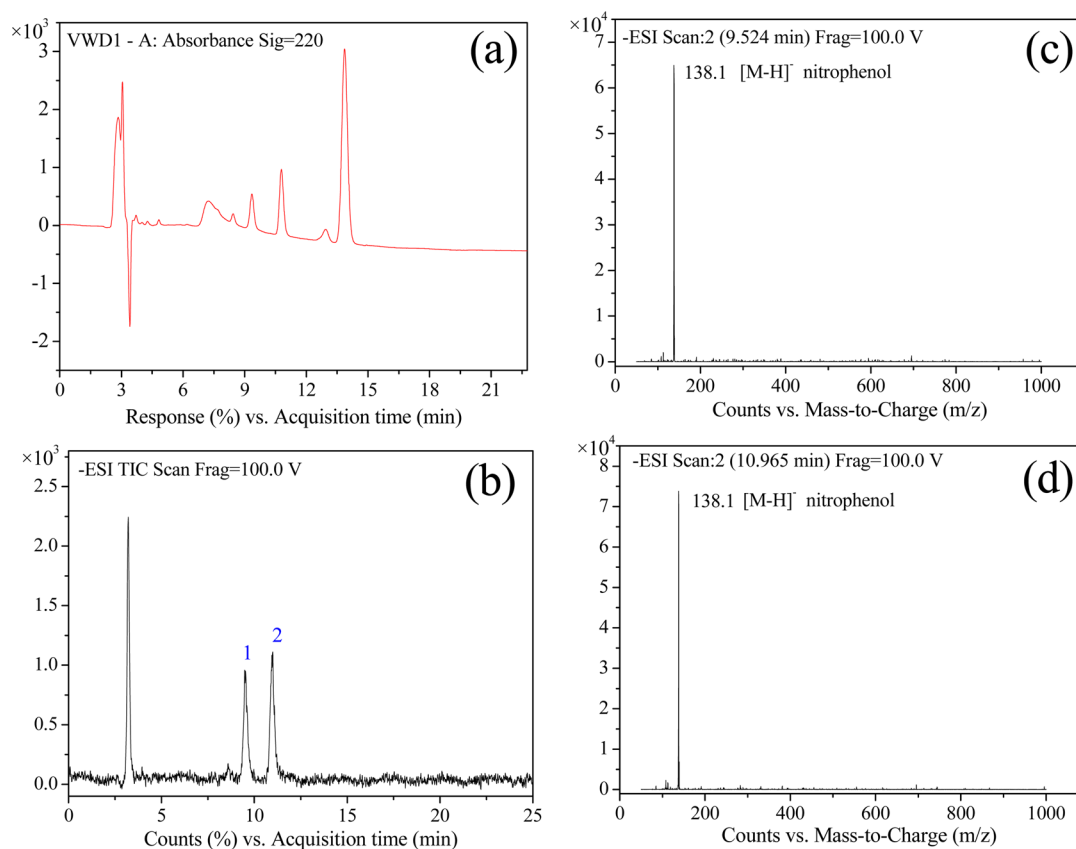 ×10³
VWD1 - A: Absorbance Sig=220
(a)
3
2
1
0
-1
-2
0 3 6 9 12 15 18 21
Response (%) vs. Acquisition time (min)
×10³
-ESI TIC Scan Frag=100.0 V
(b)
2.5
2.0
1.5
1.0
0.5
0.0
1
2
0 5 10 15 20 25
Counts (%) vs. Acquisition time (min)
×10⁴
-ESI Scan:2 (9.524 min) Frag=100.0 V
(c)
138.1 [M-H]⁻ nitrophenol
7
6
5
4
3
2
1
0
0 200 400 600 800 1000
Counts vs. Mass-to-Charge (m/z)
×10⁴
-ESI Scan:2 (10.965 min) Frag=100.0 V
(d)
138.1 [M-H]⁻ nitrophenol
8
7
6
5
4
3
2
1
0
0 200 400 600 800 1000
Counts vs. Mass-to-Charge (m/z)